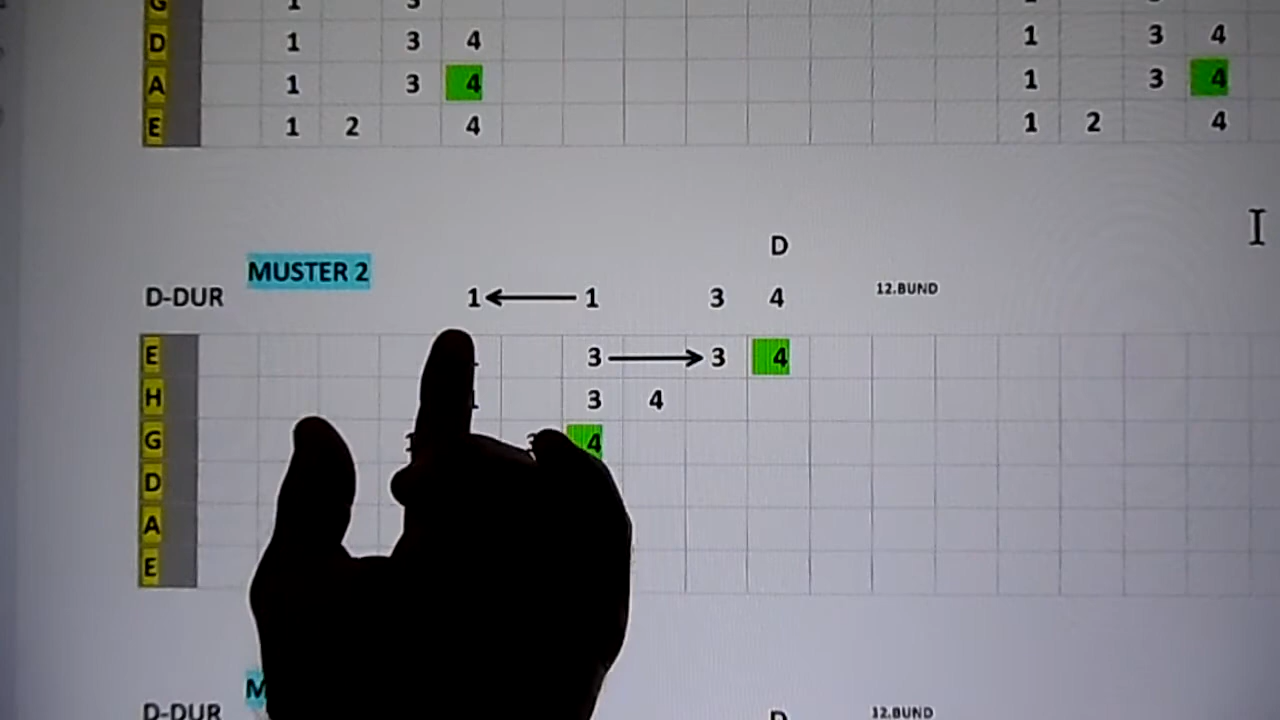 G 1 3
D 1 3 4 1 3 4
A 1 3 4 1 3 4
E 1 2 4 1 2 4
D
MUSTER 2
D-DUR 1 1 3 4 12.BUND
E 3 3 4
H 1 3 4
G 4
D
A
E
D-DUR D 12.BUND